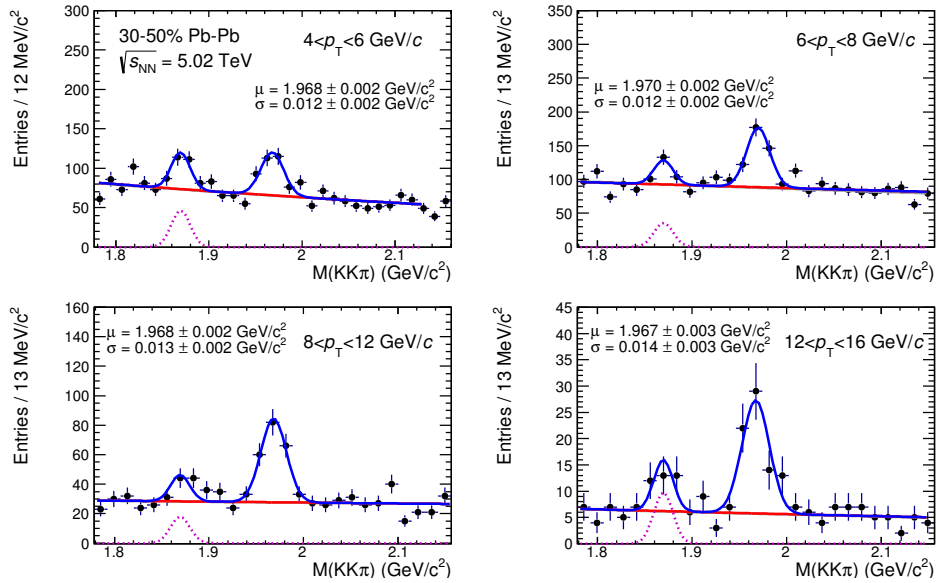 30-50% Pb-Pb
√sNN = 5.02 TeV
4<pT<6 GeV/c
μ = 1.968 ± 0.002 GeV/c²
σ = 0.012 ± 0.002 GeV/c²
Entries / 12 MeV/c²
300
250
200
150
100
50
0
1.8
1.9
2
2.1
M(KKπ) (GeV/c²)
6<pT<8 GeV/c
μ = 1.970 ± 0.002 GeV/c²
σ = 0.012 ± 0.002 GeV/c²
Entries / 13 MeV/c²
350
300
250
200
150
100
50
0
1.8
1.9
2
2.1
M(KKπ) (GeV/c²)
μ = 1.968 ± 0.002 GeV/c²
σ = 0.013 ± 0.002 GeV/c²
8<pT<12 GeV/c
Entries / 13 MeV/c²
160
140
120
100
80
60
40
20
0
1.8
1.9
2
2.1
M(KKπ) (GeV/c²)
μ = 1.967 ± 0.003 GeV/c²
σ = 0.014 ± 0.003 GeV/c²
12<pT<16 GeV/c
Entries / 13 MeV/c²
45
40
35
30
25
20
15
10
5
0
1.8
1.9
2
2.1
M(KKπ) (GeV/c²)